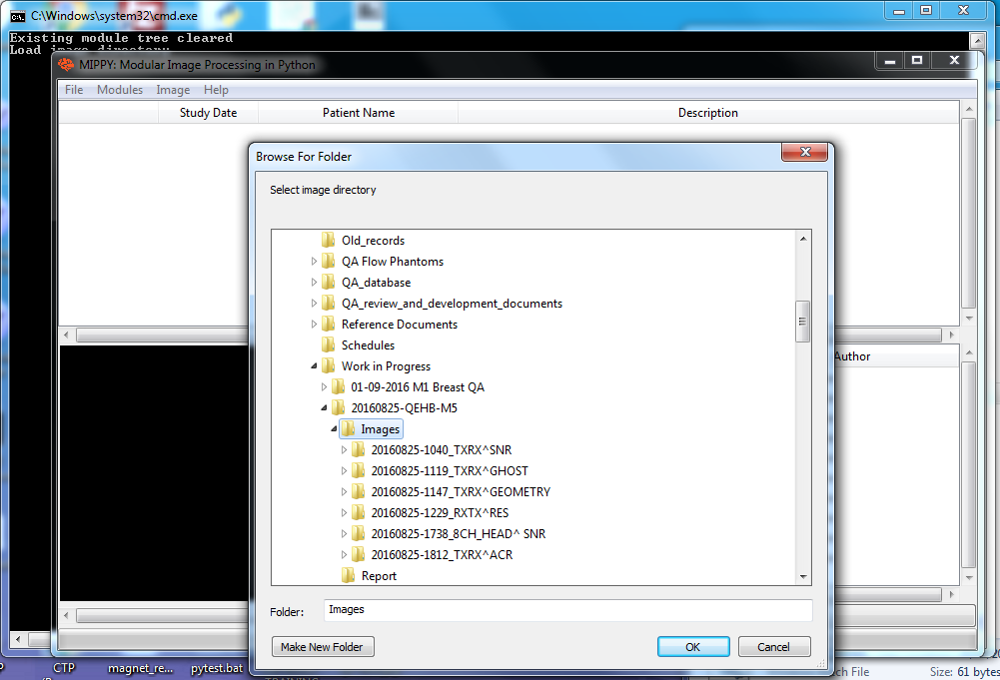 C:\Windows\system32\cmd.exe
Existing module tree cleared
Load image directory
MIPPY: Modular Image Processing in Python
File Modules Image Help
Study Date Patient Name Description
Browse For Folder
Select image directory
Old_records
QA Flow Phantoms
QA_database
QA_review_and_development_documents
Reference Documents
Schedules
Work in Progress
01-09-2016 M1 Breast QA
20160825-QEHB-M5
Images
20160825-1040_TXRX^SNR
20160825-1119_TXRX^GHOST
20160825-1147_TXRX^GEOMETRY
20160825-1229_RXTX^RES
20160825-1738_8CH_HEAD^ SNR
20160825-1812_TXRX^ACR
Report
Author
Folder: Images
Make New Folder OK Cancel
CTP magnet_re... pytest.bat
File Size: 61 bytes